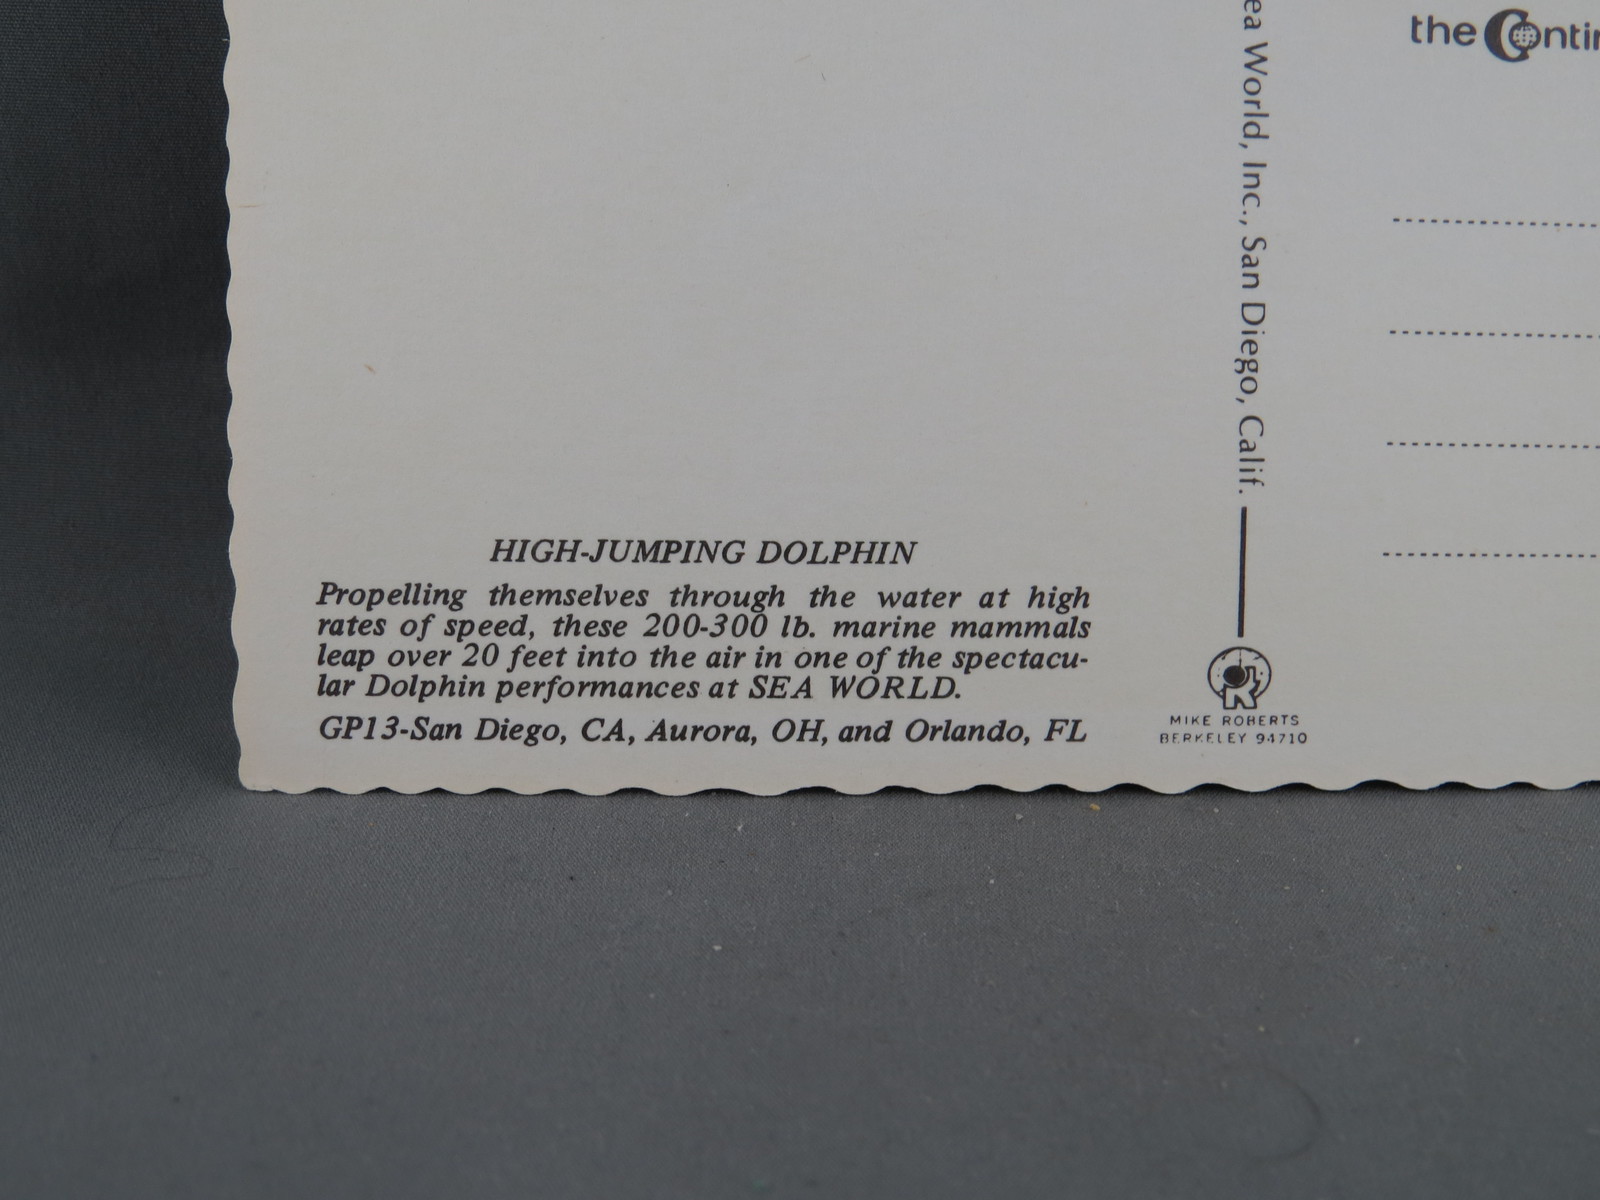 HIGH-JUMPING DOLPHIN
Propelling themselves through the water at high
rates of speed, these 200-300 lb. marine mammals
leap over 20 feet into the air in one of the spectacu-
lar Dolphin performances at SEA WORLD.
GP13-San Diego, CA, Aurora, OH, and Orlando, FL
ea World, Inc., San Diego, Calif.
MIKE ROBERTS
BERKELEY 94710
the Contin